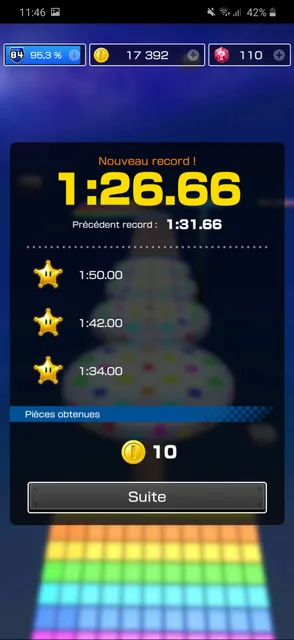 11:46 42%
84 95,3 % 17 392 110
Nouveau record !
1:26.66
Précédent record : 1:31.66
1:50.00
1:42.00
1:34.00
Pièces obtenues
10
Suite